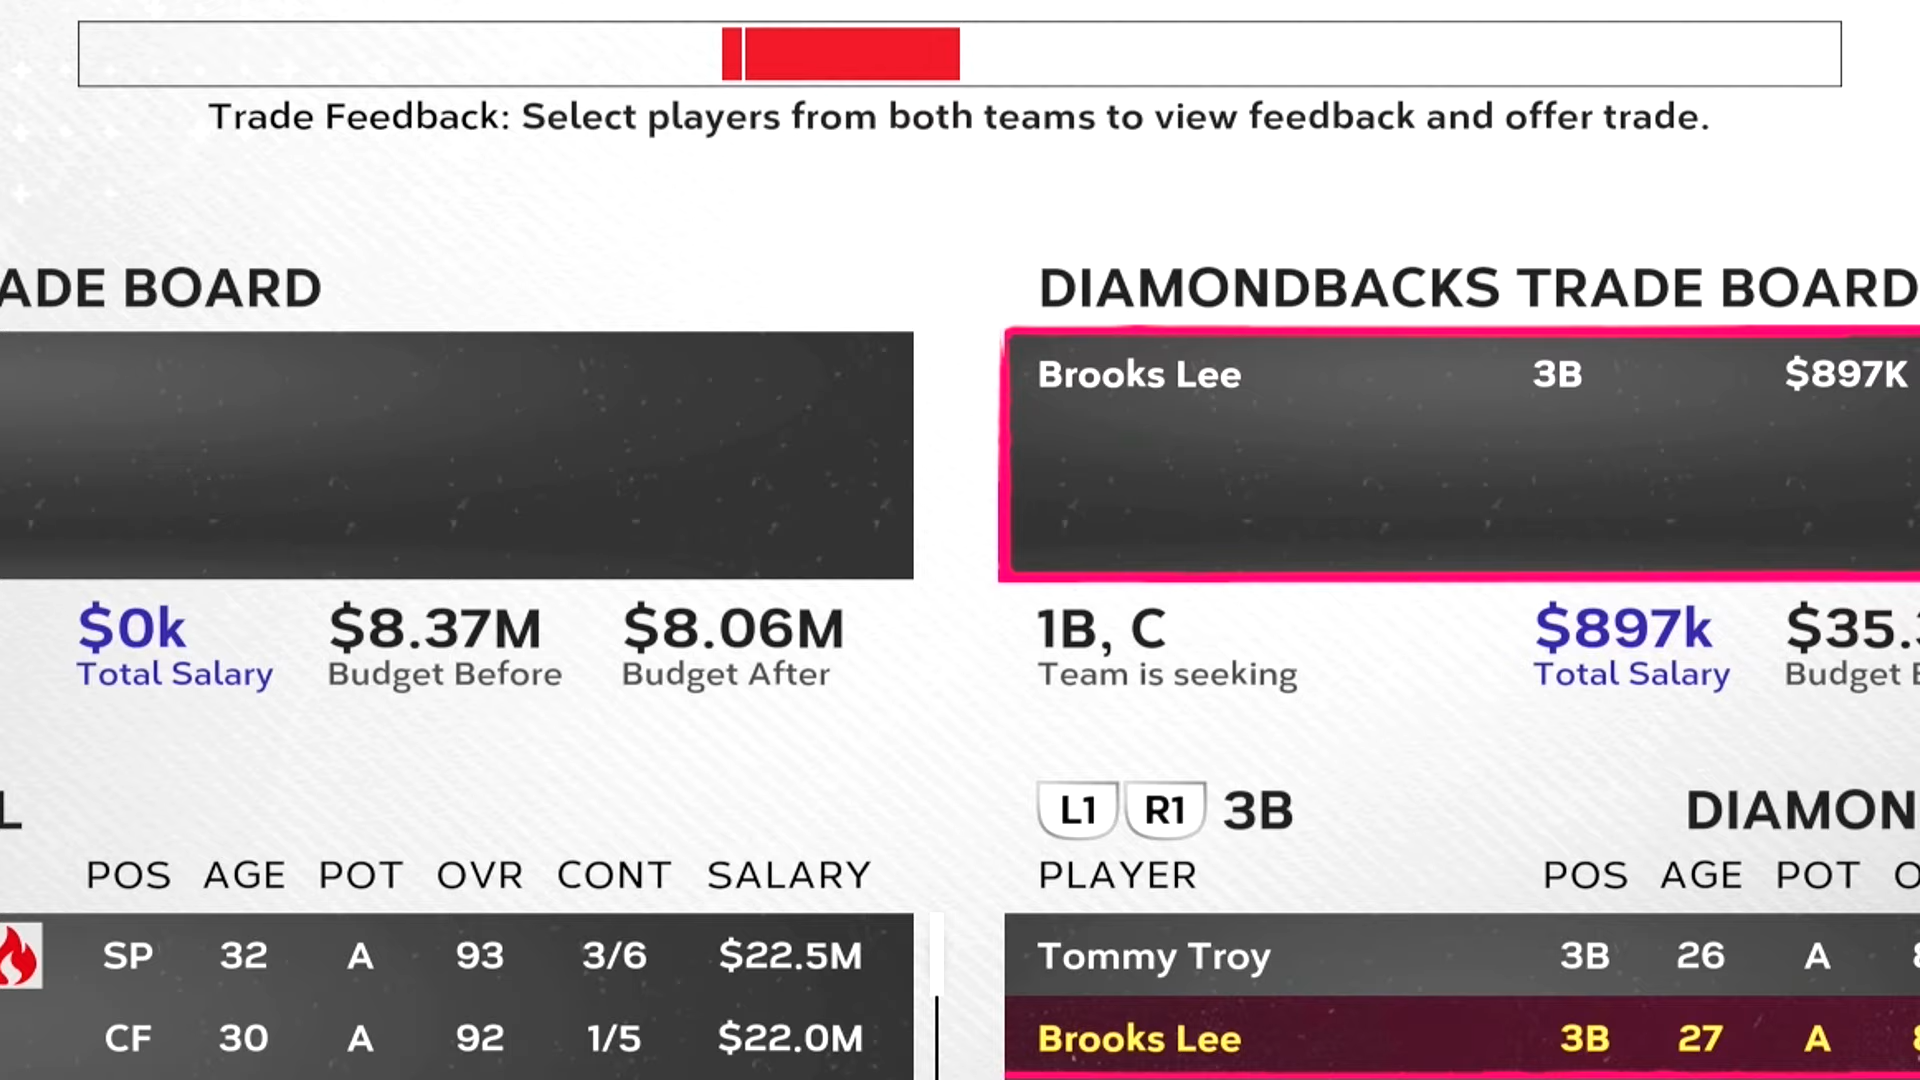 Trade Feedback: Select players from both teams to view feedback and offer trade.
ADE BOARD
DIAMONDBACKS TRADE BOARD
Brooks Lee 3B $897K
$0k $8.37M $8.06M
Total Salary Budget Before Budget After
1B, C $897k $35.
Team is seeking Total Salary Budget
L
L1 R1 3B DIAMON
POS AGE POT OVR CONT SALARY
PLAYER POS AGE POT O
SP 32 A 93 3/6 $22.5M
CF 30 A 92 1/5 $22.0M
Tommy Troy 3B 26 A
Brooks Lee 3B 27 A